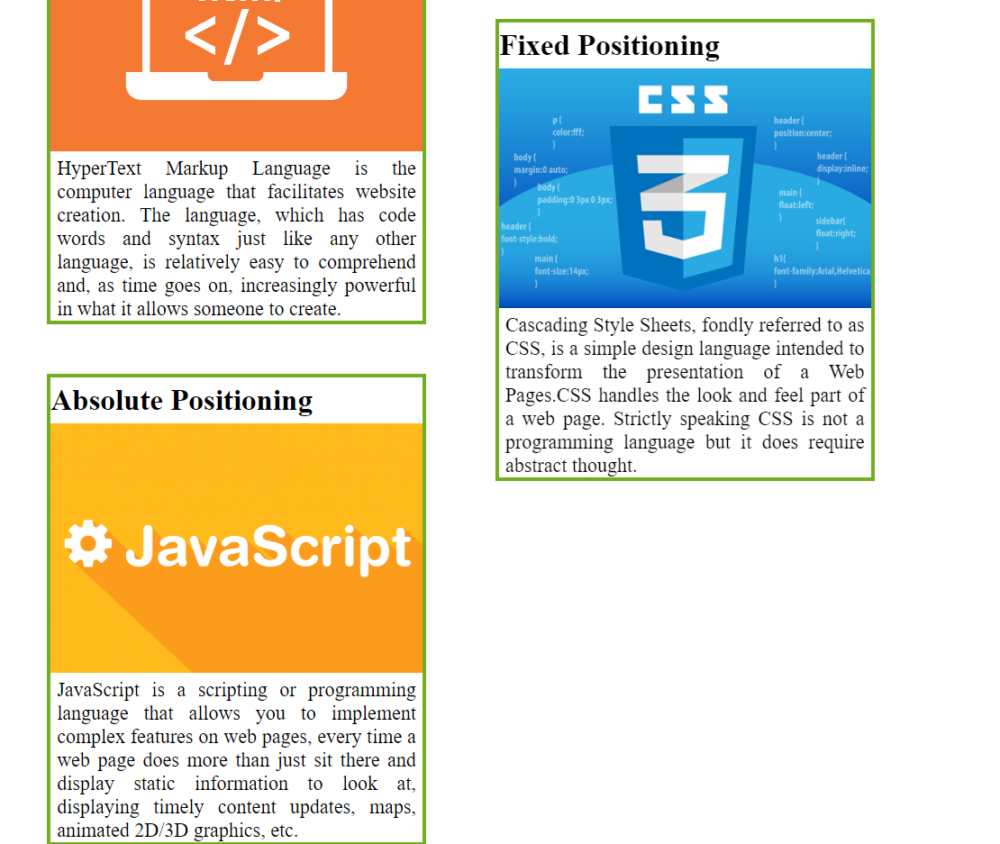 </>
HyperText Markup Language is the
computer language that facilitates website
creation. The language, which has code
words and syntax just like any other
language, is relatively easy to comprehend
and, as time goes on, increasingly powerful
in what it allows someone to create.
Absolute Positioning
JavaScript
JavaScript is a scripting or programming
language that allows you to implement
complex features on web pages, every time a
web page does more than just sit there and
display static information to look at,
displaying timely content updates, maps,
animated 2D/3D graphics, etc.
Fixed Positioning
CSS
p {
color:fff;
}
body {
margin:0 auto;
}
body {
padding:0 3px 0 3px;
}
header {
font-style:bold;
}
main {
font-size:14px;
}
3
header {
position:center;
}
header {
display:inline;
}
main {
float:left;
}
sidebar{
float:right;
}
h1{
font-family:Arial,Helvetica
}
Cascading Style Sheets, fondly referred to as
CSS, is a simple design language intended to
transform the presentation of a Web
Pages.CSS handles the look and feel part of
a web page. Strictly speaking CSS is not a
programming language but it does require
abstract thought.